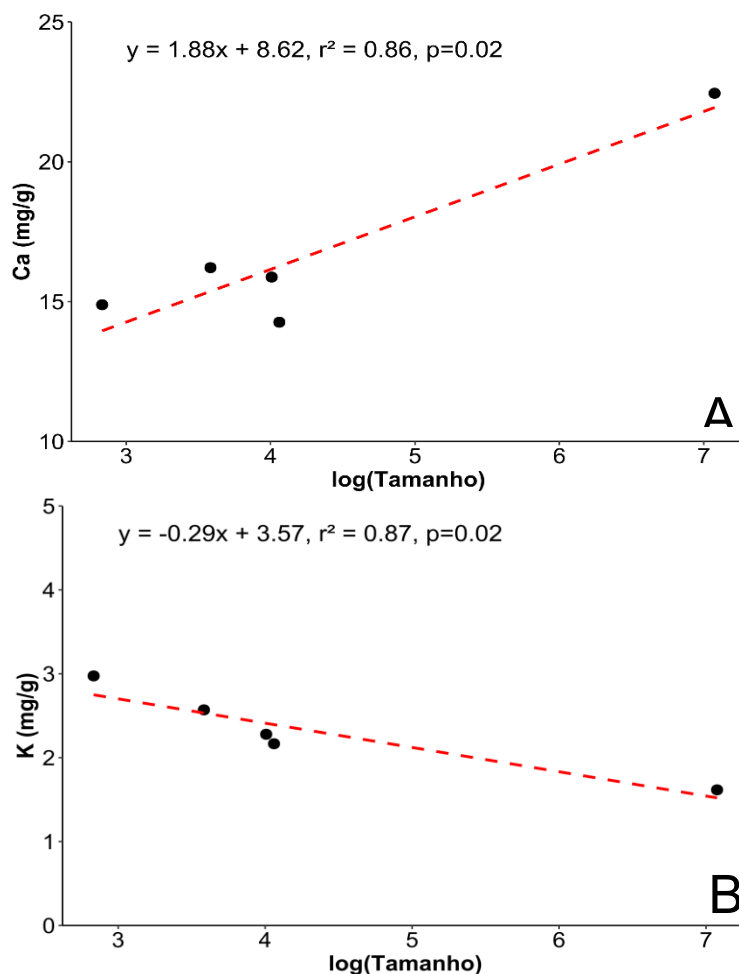 25
y = 1.88x + 8.62, r² = 0.86, p=0.02
20
Ca (mg/g)
15
10
A
3 4 5 6 7
log(Tamanho)
5
y = -0.29x + 3.57, r² = 0.87, p=0.02
4
3
K (mg/g)
2
1
0
B
3 4 5 6 7
log(Tamanho)